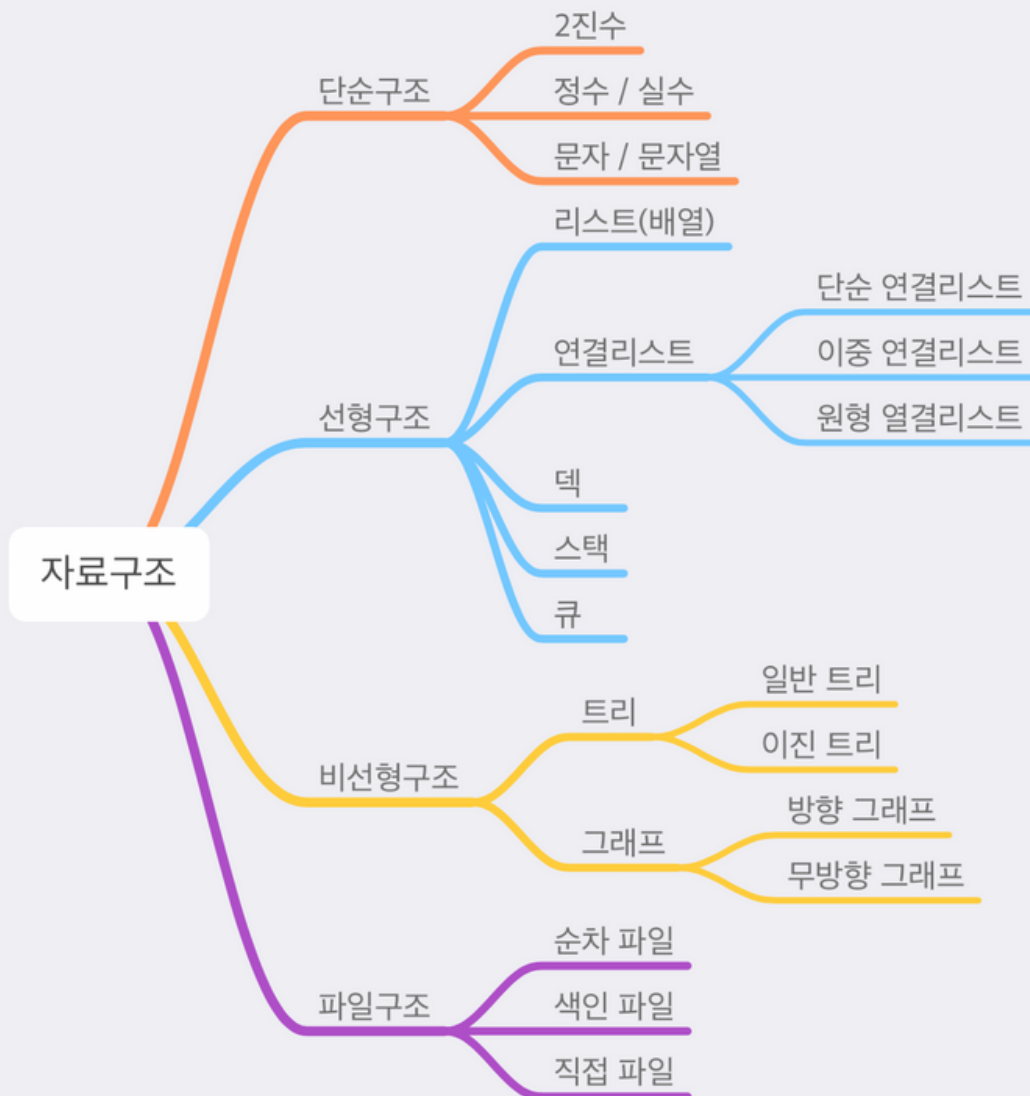 2진수
단순구조
정수 / 실수
문자 / 문자열
리스트(배열)
단순 연결리스트
연결리스트
이중 연결리스트
선형구조
원형 열결리스트
덱
스택
자료구조
큐
일반 트리
트리
이진 트리
비선형구조
방향 그래프
그래프
무방향 그래프
순차 파일
파일구조
색인 파일
직접 파일